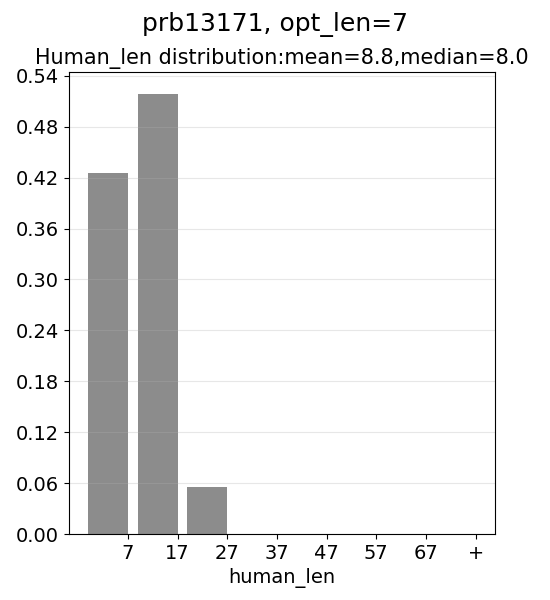 prb13171, opt_len=7
Human_len distribution:mean=8.8,median=8.0
0.54
0.48
0.42
0.36
0.30
0.24
0.18
0.12
0.06
0.00
7 17 27 37 47 57 67 +
human_len